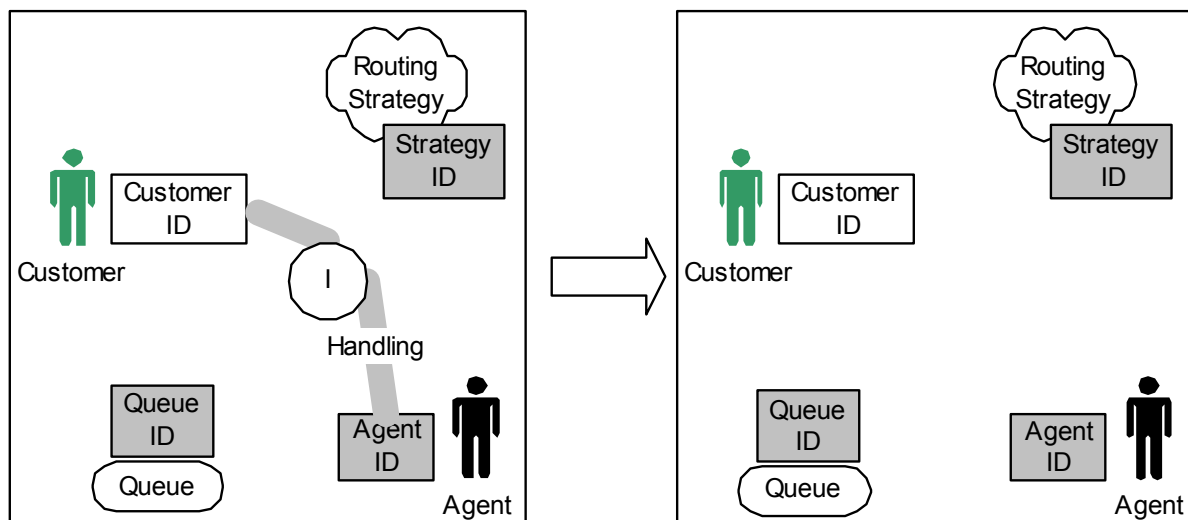 Routing
Strategy
Strategy
ID
Customer
ID
Customer
I
Handling
Queue
ID
Queue
Agent
ID
Agent
Routing
Strategy
Strategy
ID
Customer
ID
Customer
Queue
ID
Queue
Agent
ID
Agent